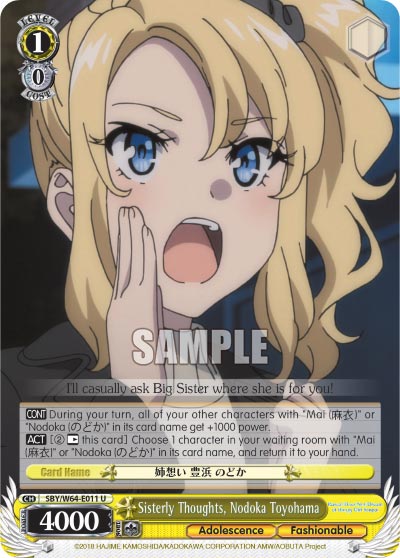 LEVEL
1
0
COST
SAMPLE
I'll casually ask Big Sister where she is for you!
CONT During your turn, all of your other characters with "Mai (麻衣)" or
"Nodoka (のどか)" in its card name get +1000 power.
ACT [② this card] Choose 1 character in your waiting room with "Mai
(麻衣)" or "Nodoka (のどか)" in its card name, and return it to your hand.
Card Name
姉想い 豊浜 のどか
CH
SBY/W64-E011 U
Sisterly Thoughts, Nodoka Toyohama
4000
POWER
Adolescence
Fashionable
©2018 HAJIME KAMOSHIDA/KADOKAWA CORPORATION AMW/AOBUTA Project